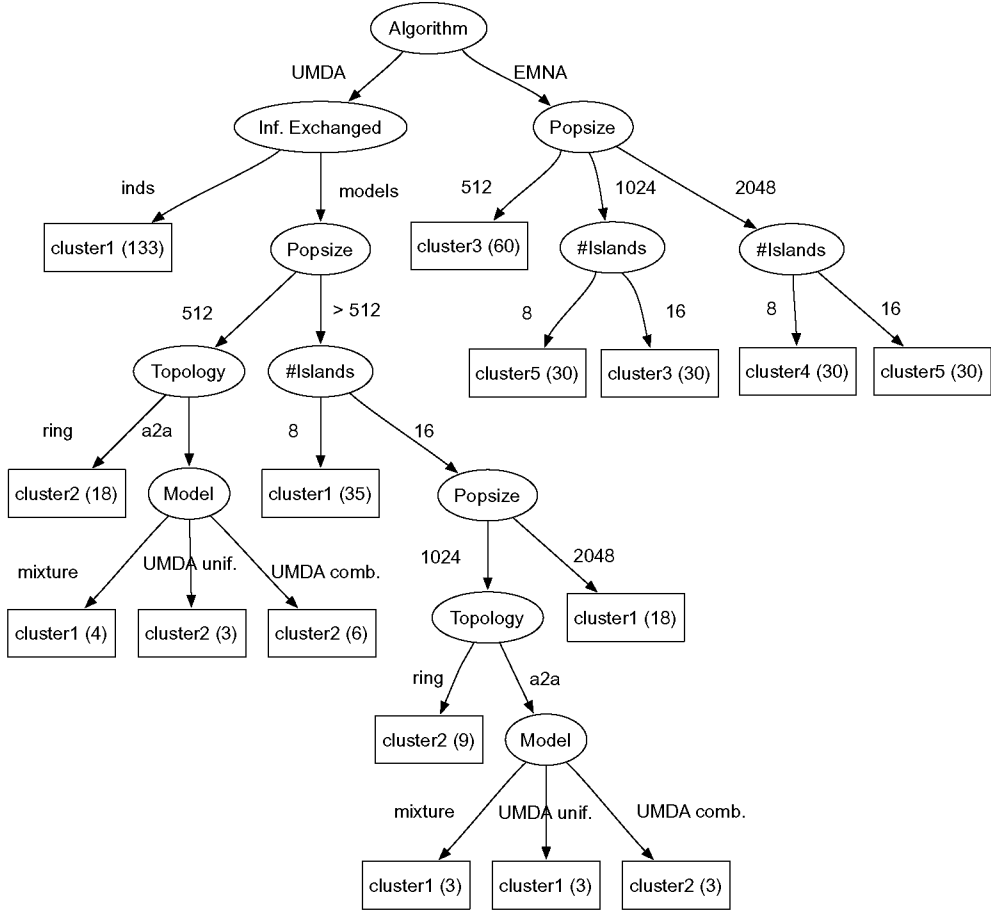 Algorithm
UMDA
EMNA
Inf. Exchanged
Popsize
inds
models
512
1024
2048
cluster1 (133)
Popsize
cluster3 (60)
#Islands
#Islands
512
> 512
8
16
8
16
Topology
#Islands
cluster5 (30)
cluster3 (30)
cluster4 (30)
cluster5 (30)
ring
a2a
8
16
cluster2 (18)
Model
cluster1 (35)
Popsize
mixture
UMDA unif.
UMDA comb.
1024
2048
cluster1 (4)
cluster2 (3)
cluster2 (6)
Topology
cluster1 (18)
ring
a2a
cluster2 (9)
Model
mixture
UMDA unif.
UMDA comb.
cluster1 (3)
cluster1 (3)
cluster2 (3)